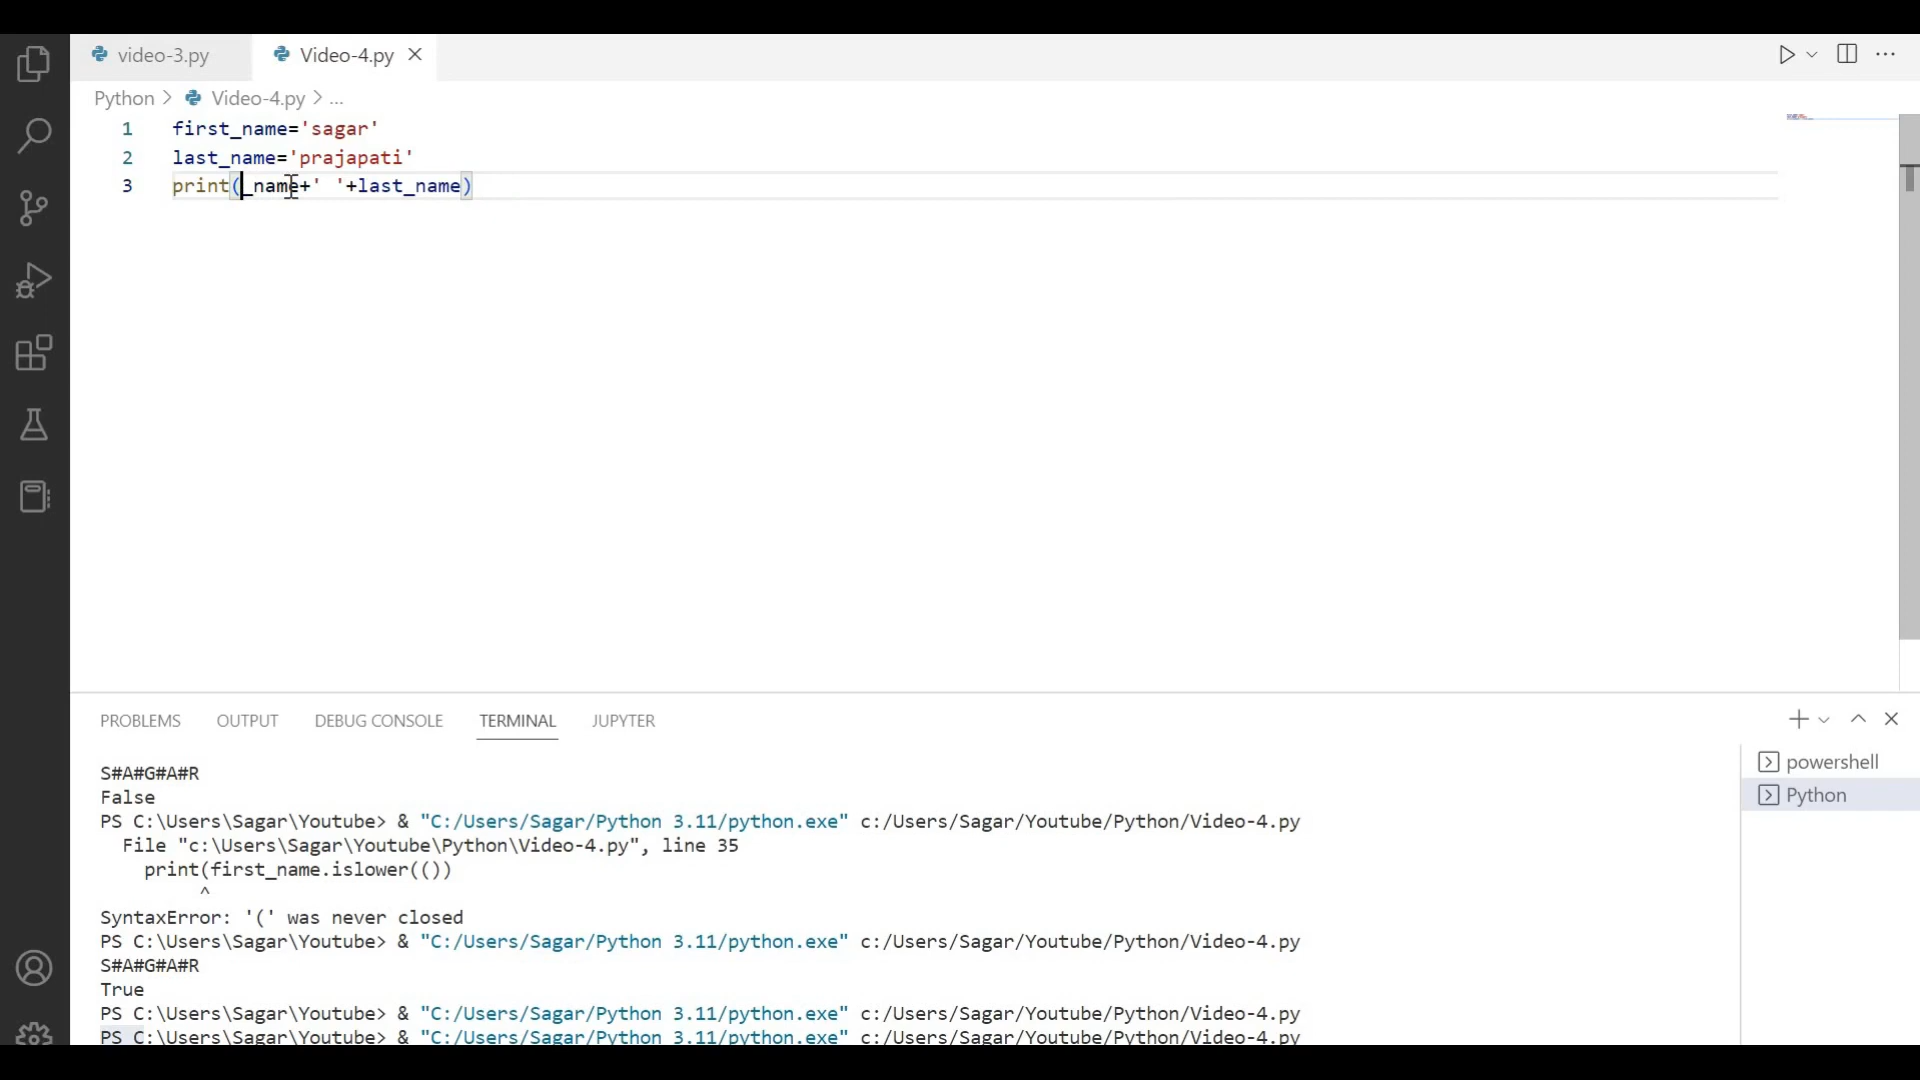 video-3.py
Video-4.py
Python > Video-4.py > ...
1 first_name='sagar'
2 last_name='prajapati'
3 print(_name+' '+last_name)
PROBLEMS OUTPUT DEBUG CONSOLE TERMINAL JUPYTER
powershell
Python
S#A#G#A#R
False
PS C:\Users\Sagar\Youtube> & "C:/Users/Sagar/Python 3.11/python.exe" c:/Users/Sagar/Youtube/Python/Video-4.py
File "c:\Users\Sagar\Youtube\Python\Video-4.py", line 35
print(first_name.islower(())
^
SyntaxError: '(' was never closed
PS C:\Users\Sagar\Youtube> & "C:/Users/Sagar/Python 3.11/python.exe" c:/Users/Sagar/Youtube/Python/Video-4.py
S#A#G#A#R
True
PS C:\Users\Sagar\Youtube> & "C:/Users/Sagar/Python 3.11/python.exe" c:/Users/Sagar/Youtube/Python/Video-4.py
PS C:\Users\Sagar\Youtube> & "C:/Users/Sagar/Python 3.11/python.exe" c:/Users/Sagar/Youtube/Python/Video-4.py